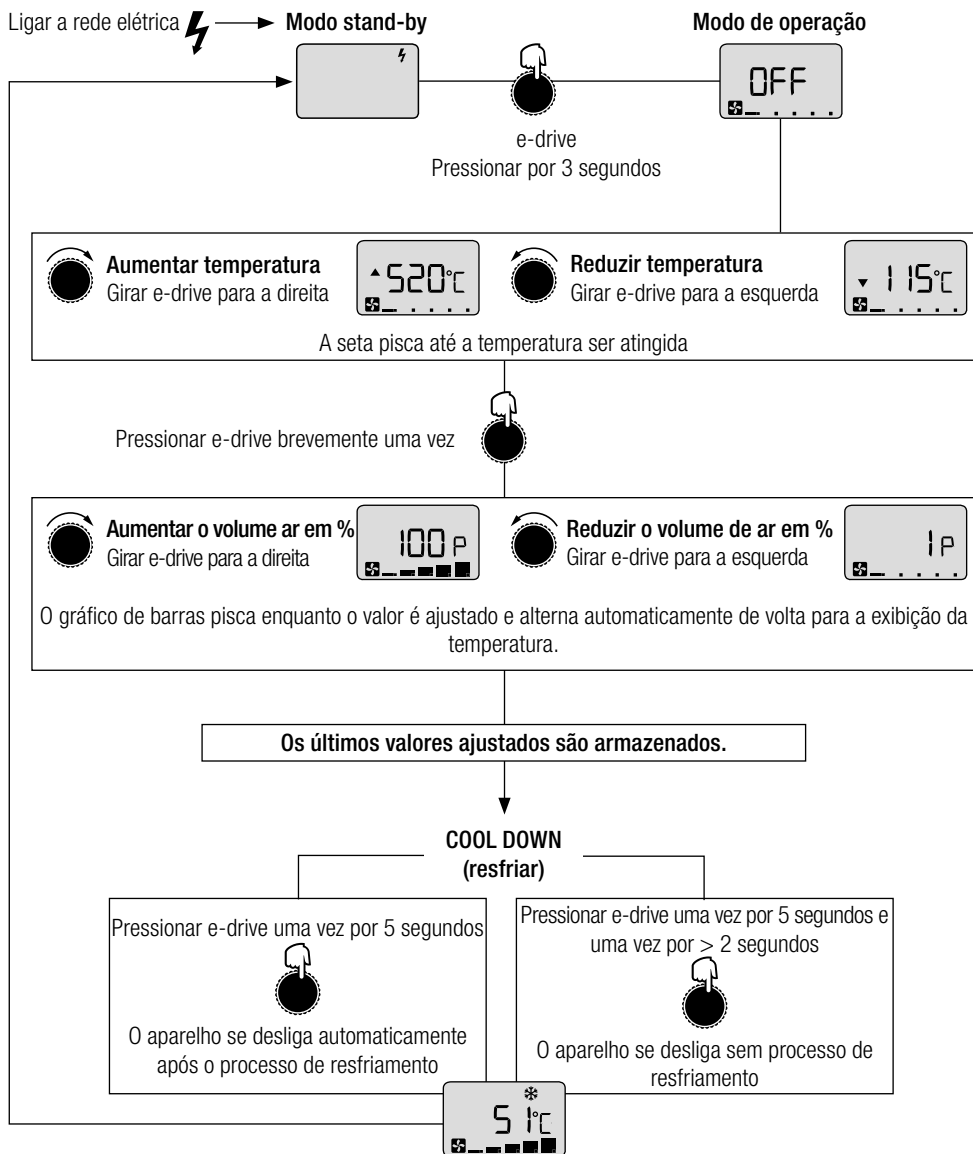 Ligar a rede elétrica
Modo stand-by
Modo de operação
OFF
e-drive
Pressionar por 3 segundos
Aumentar temperatura
Girar e-drive para a direita
520°C
Reduzir temperatura
Girar e-drive para a esquerda
115°C
A seta pisca até a temperatura ser atingida
Pressionar e-drive brevemente uma vez
Aumentar o volume ar em %
Girar e-drive para a direita
100 P
Reduzir o volume de ar em %
Girar e-drive para a esquerda
1 P
O gráfico de barras pisca enquanto o valor é ajustado e alterna automaticamente de volta para a exibição da
temperatura.
Os últimos valores ajustados são armazenados.
COOL DOWN
(resfriar)
Pressionar e-drive uma vez por 5 segundos
O aparelho se desliga automaticamente
após o processo de resfriamento
Pressionar e-drive uma vez por 5 segundos e
uma vez por > 2 segundos
O aparelho se desliga sem processo de
resfriamento
51°C